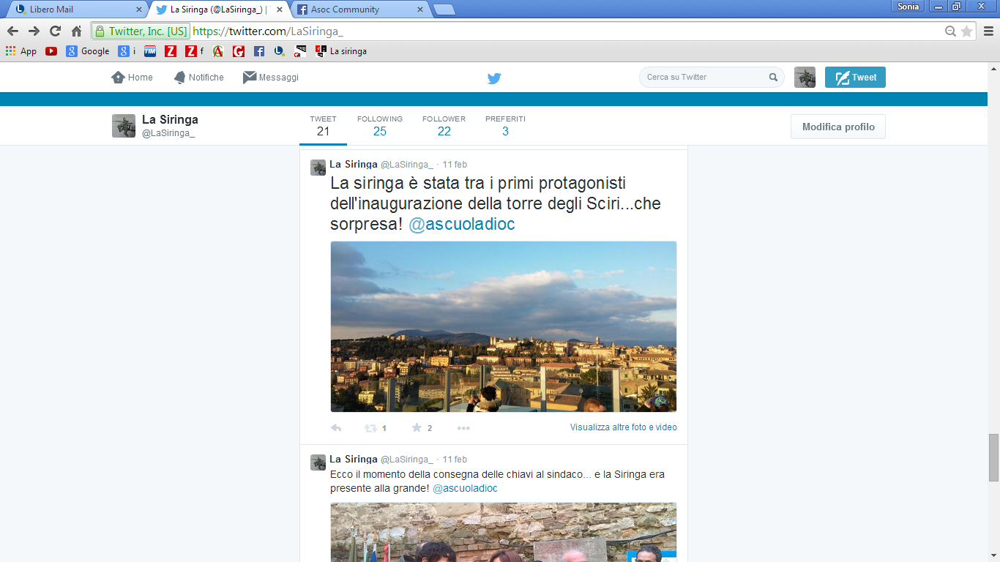 Libero Mail
La Siringa (@LaSiringa_) |
Asoc Community
Sonia
Twitter, Inc. [US] https://twitter.com/LaSiringa_
App
Google
i
TIM
Z
Z f
A
G
La siringa
Home
Notifiche
Messaggi
Cerca su Twitter
Tweet
La Siringa
@LaSiringa_
TWEET
21
FOLLOWING
25
FOLLOWER
22
PREFERITI
3
Modifica profilo
La Siringa @LaSiringa_ · 11 feb
La siringa è stata tra i primi protagonisti
dell'inaugurazione della torre degli Sciri...che
sorpresa! @ascuoladioc
1
2
Visualizza altre foto e video
La Siringa @LaSiringa_ · 11 feb
Ecco il momento della consegna delle chiavi al sindaco... e la Siringa era
presente alla grande! @ascuoladioc